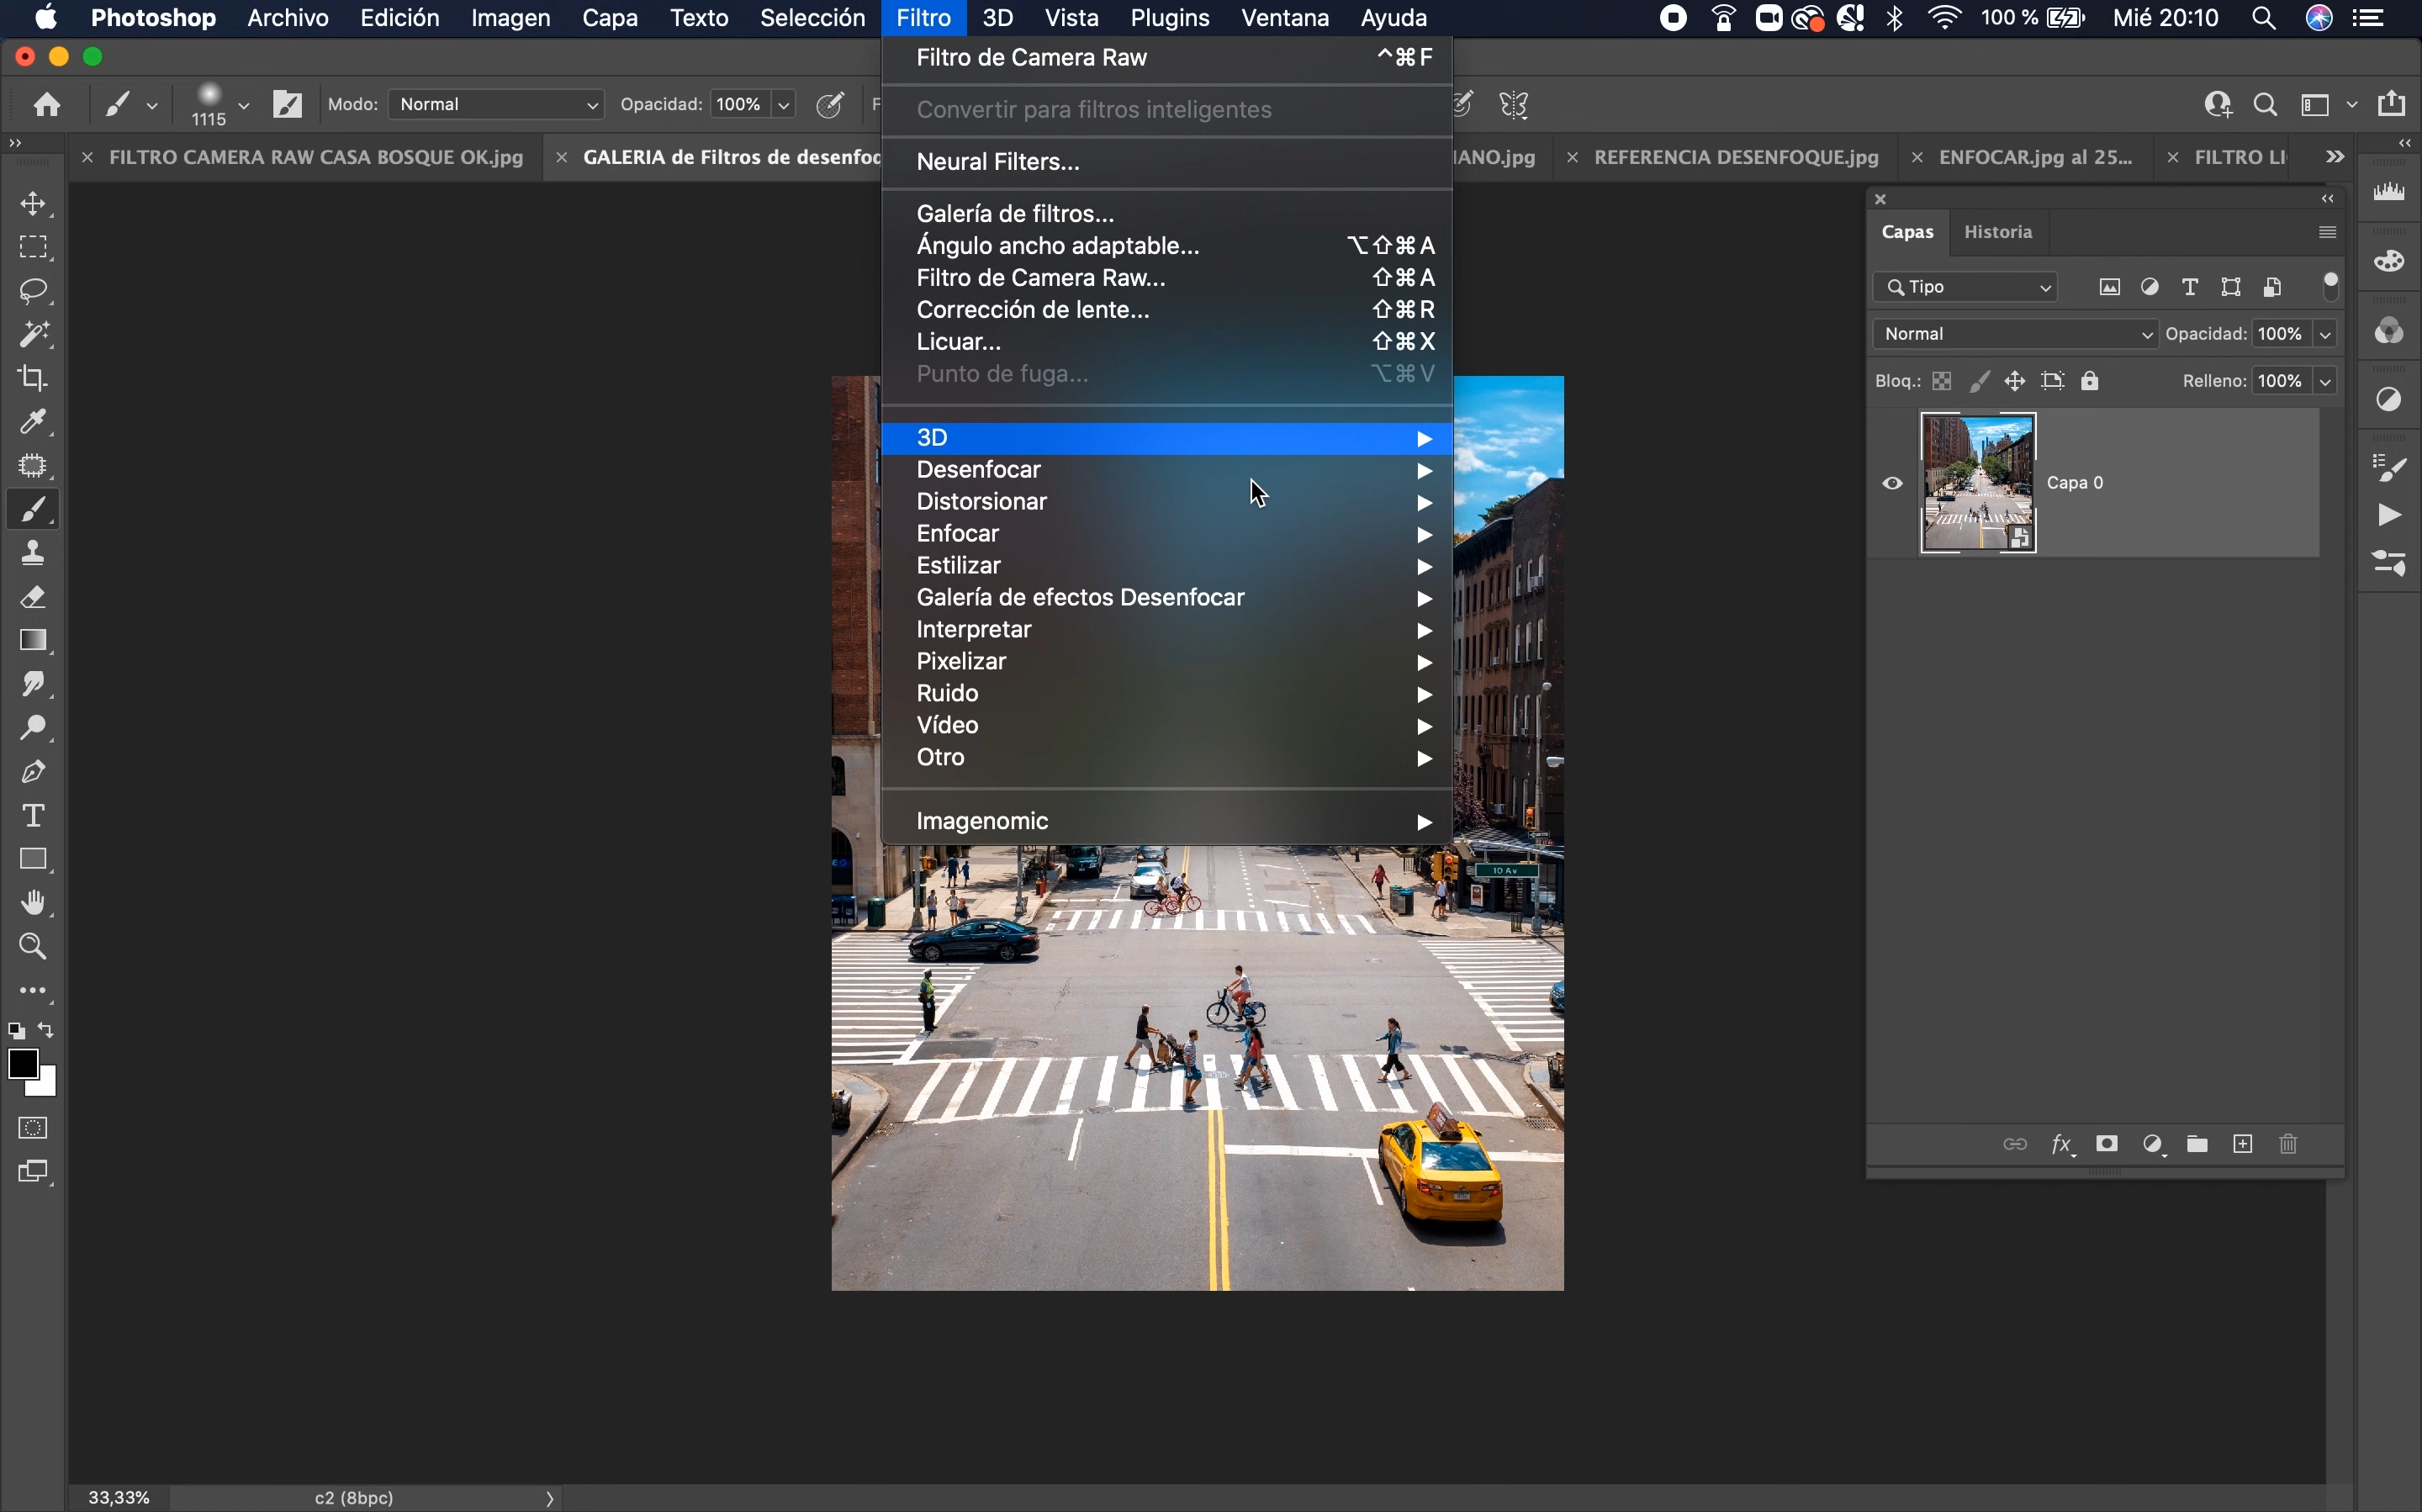 Photoshop Archivo Edición Imagen Capa Texto Selección Filtro 3D Vista Plugins Ventana Ayuda 100 % Mié 20:10
Filtro de Camera Raw ^⌘F
1115 Modo: Normal Opacidad: 100%
Convertir para filtros inteligentes
× FILTRO CAMERA RAW CASA BOSQUE OK.jpg × GALERIA de Filtros de desenfoq IANO.jpg × REFERENCIA DESENFOQUE.jpg × ENFOCAR.jpg al 25... × FILTRO LI
Neural Filters...
Galería de filtros...
Ángulo ancho adaptable... ⌥⇧⌘A
Filtro de Camera Raw... ⇧⌘A
Corrección de lente... ⇧⌘R
Licuar... ⇧⌘X
Punto de fuga... ⌥⌘V
3D
Desenfocar
Distorsionar
Enfocar
Estilizar
Galería de efectos Desenfocar
Interpretar
Pixelizar
Ruido
Vídeo
Otro
Imagenomic
Capas Historia
Tipo
Normal Opacidad: 100%
Bloq.: Relleno: 100%
Capa 0
fx
10 Av
33,33% c2 (8bpc)